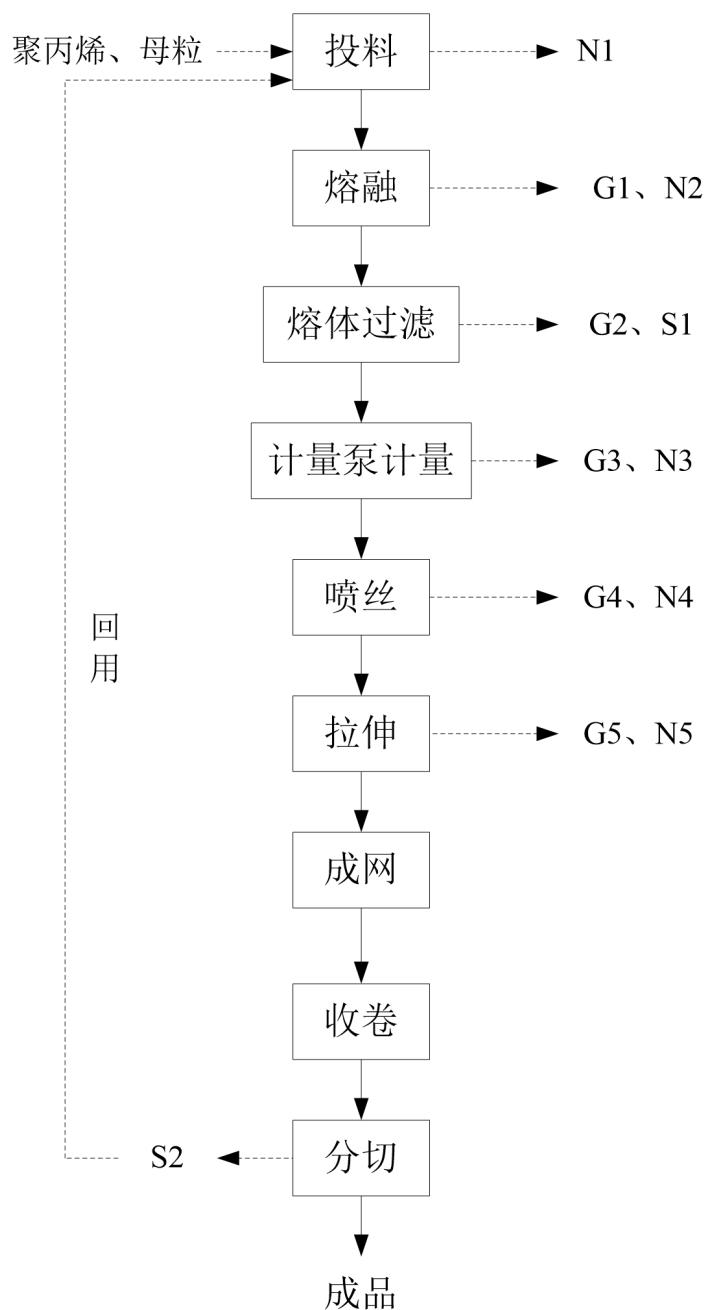 聚丙烯、母粒
投料
N1
熔融
G1、N2
熔体过滤
G2、S1
计量泵计量
G3、N3
喷丝
G4、N4
回
用
拉伸
G5、N5
成网
收卷
S2
分切
成品